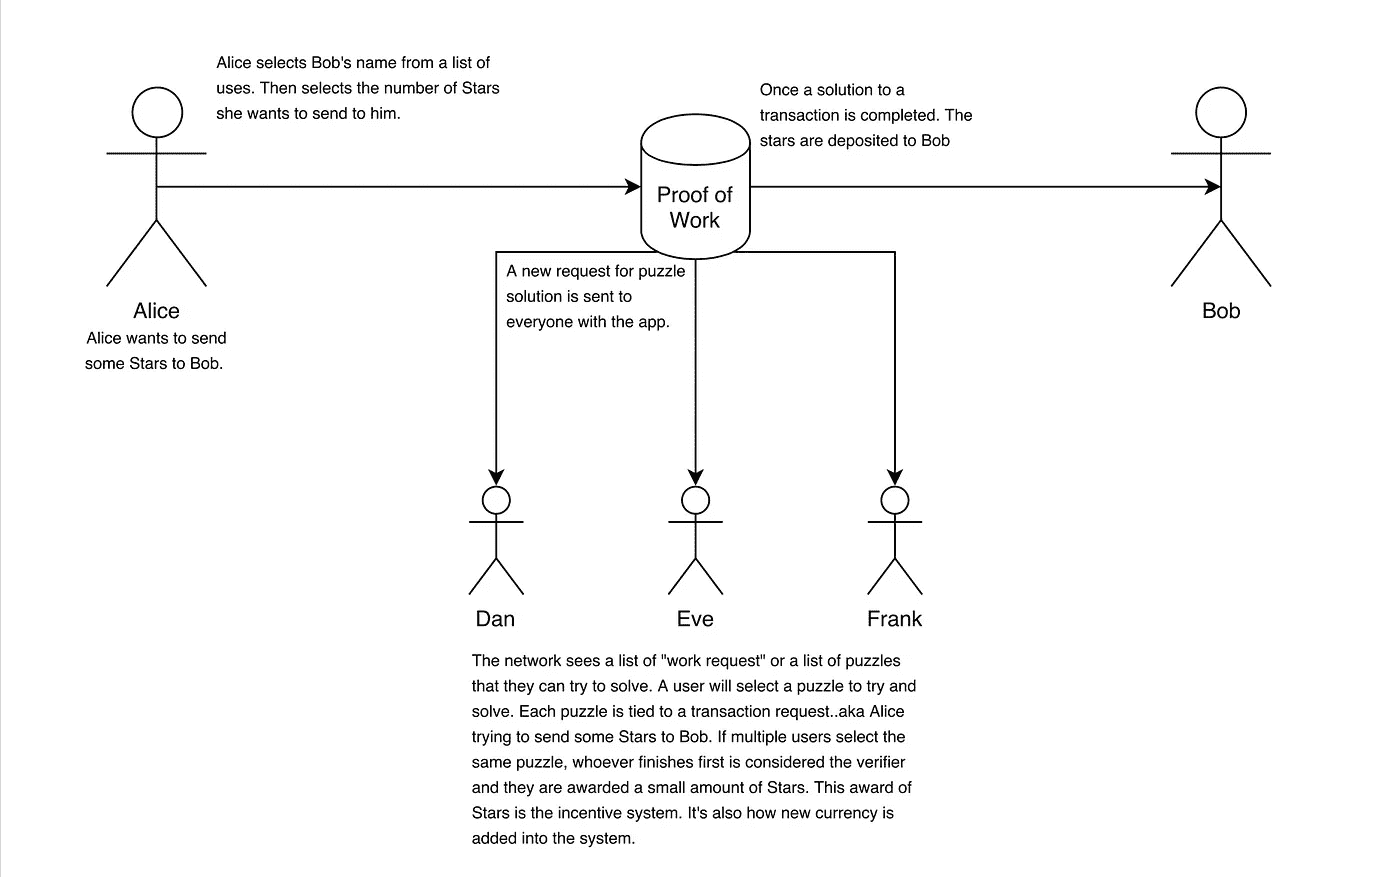 Alice selects Bob's name from a list of
uses. Then selects the number of Stars
she wants to send to him.
Once a solution to a
transaction is completed. The
stars are deposited to Bob
Proof of
Work
A new request for puzzle
solution is sent to
everyone with the app.
Alice
Alice wants to send
some Stars to Bob.
Bob
Dan
Eve
Frank
The network sees a list of "work request" or a list of puzzles
that they can try to solve. A user will select a puzzle to try and
solve. Each puzzle is tied to a transaction request..aka Alice
trying to send some Stars to Bob. If multiple users select the
same puzzle, whoever finishes first is considered the verifier
and they are awarded a small amount of Stars. This award of
Stars is the incentive system. It's also how new currency is
added into the system.